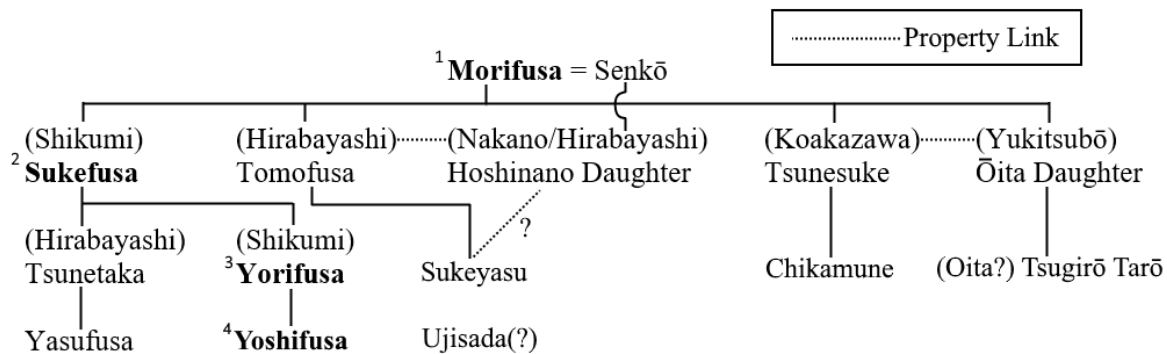 Property Link
¹ Morifusa = Senkō
(Shikumi) (Hirabayashi) (Nakano/Hirabayashi) (Koakazawa) (Yukitsubō)
² Sukefusa Tomofusa Hoshinano Daughter Tsunesuke Ōita Daughter
?
(Hirabayashi) (Shikumi)
Tsunetaka ³ Yorifusa Sukeyasu Chikamune (Oita?) Tsugirō Tarō
Yasufusa ⁴ Yoshifusa Ujisada(?)